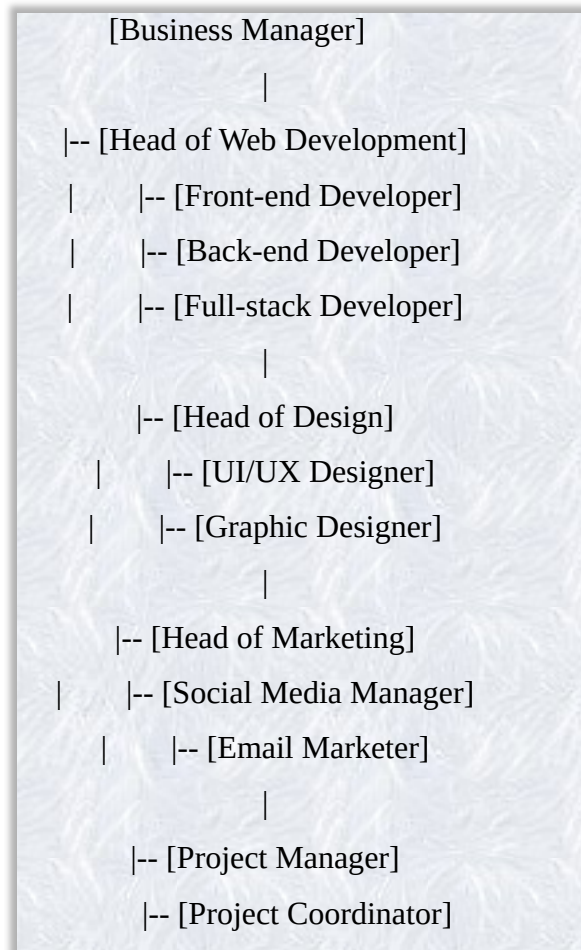 [Business Manager]
|
|-- [Head of Web Development]
| |-- [Front-end Developer]
| |-- [Back-end Developer]
| |-- [Full-stack Developer]
|
|-- [Head of Design]
| |-- [UI/UX Designer]
| |-- [Graphic Designer]
|
|-- [Head of Marketing]
| |-- [Social Media Manager]
| |-- [Email Marketer]
|
|-- [Project Manager]
|-- [Project Coordinator]